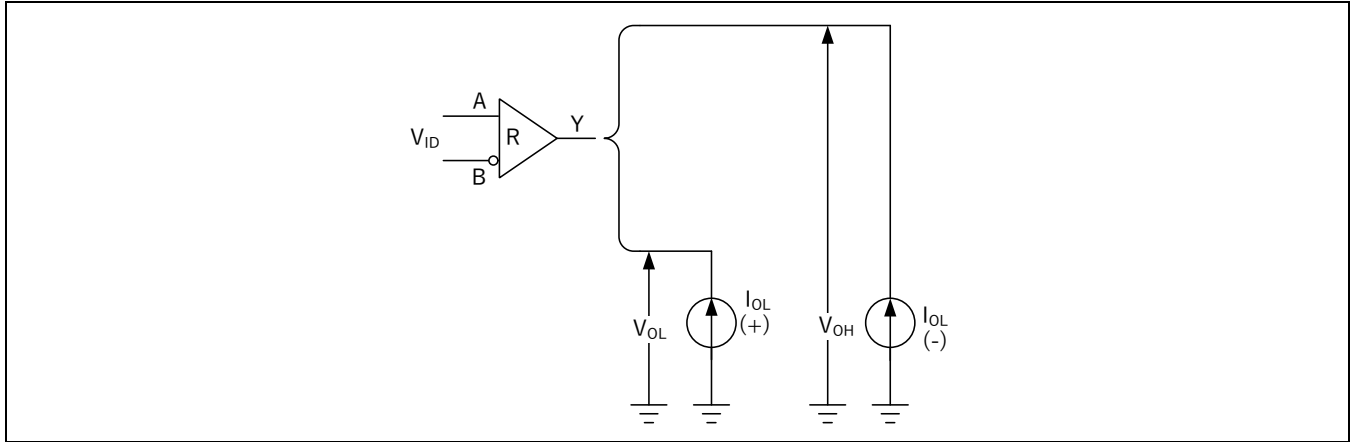 A
V_ID
R
Y
B
V_OL
I_OL
(+)
V_OH
I_OL
(-)